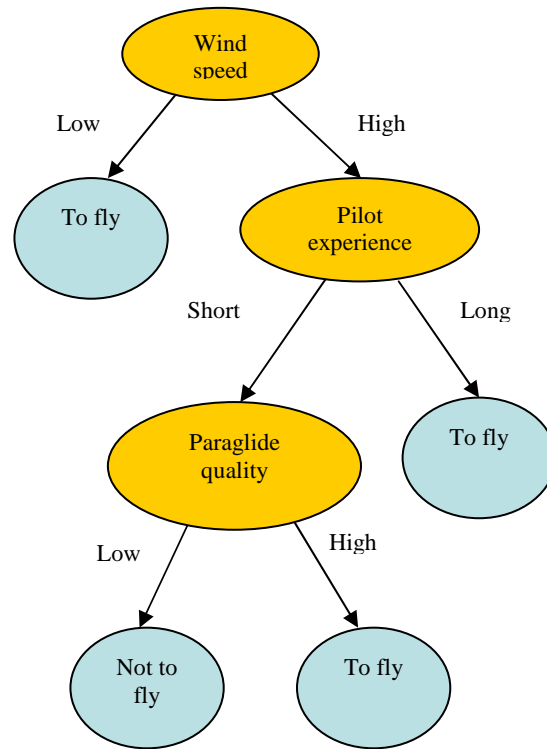 Wind
speed
Low
High
To fly
Pilot
experience
Short
Long
Paraglide
quality
To fly
Low
High
Not to
fly
To fly